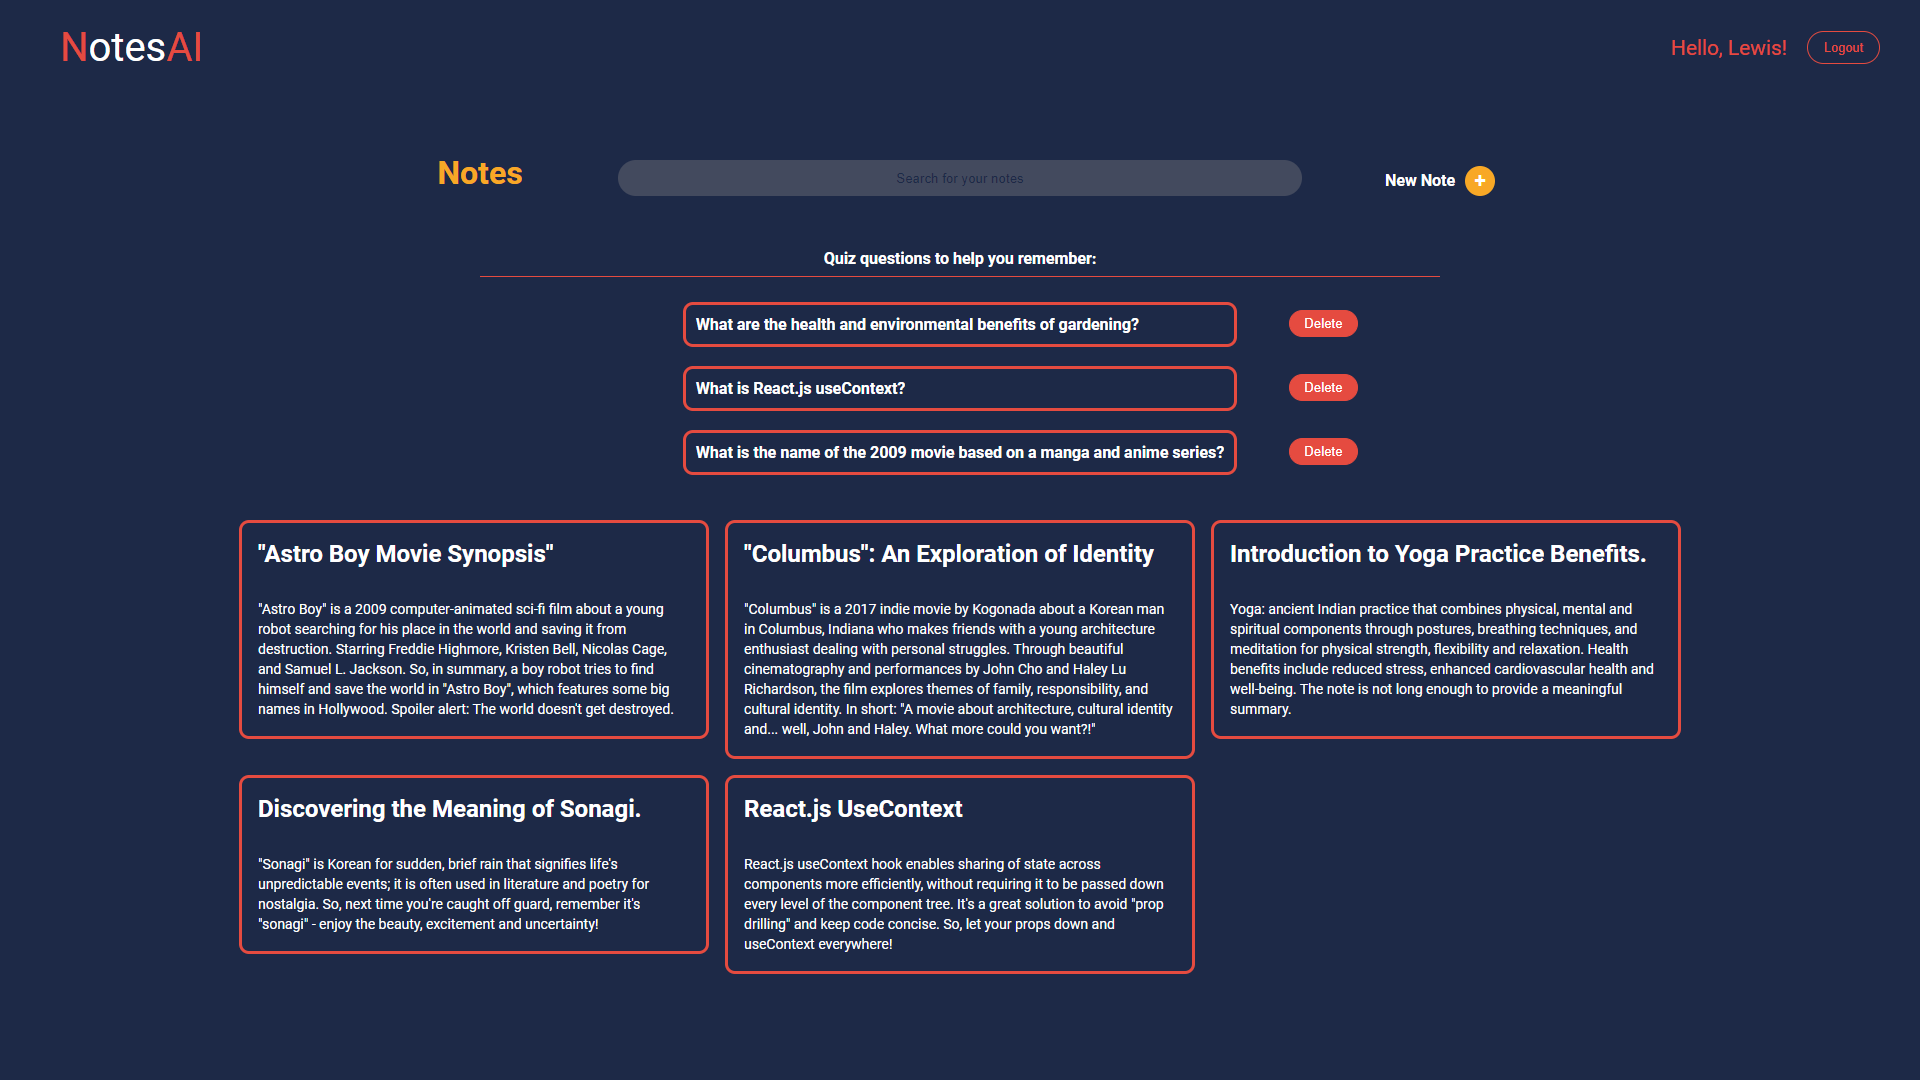 NotesAI
Hello, Lewis!
Logout
Notes
Search for your notes
New Note
Quiz questions to help you remember:
What are the health and environmental benefits of gardening?
Delete
What is React.js useContext?
Delete
What is the name of the 2009 movie based on a manga and anime series?
Delete
"Astro Boy Movie Synopsis"
"Astro Boy" is a 2009 computer-animated sci-fi film about a young
robot searching for his place in the world and saving it from
destruction. Starring Freddie Highmore, Kristen Bell, Nicolas Cage,
and Samuel L. Jackson. So, in summary, a boy robot tries to find
himself and save the world in "Astro Boy", which features some big
names in Hollywood. Spoiler alert: The world doesn't get destroyed.
"Columbus": An Exploration of Identity
"Columbus" is a 2017 indie movie by Kogonada about a Korean man
in Columbus, Indiana who makes friends with a young architecture
enthusiast dealing with personal struggles. Through beautiful
cinematography and performances by John Cho and Haley Lu
Richardson, the film explores themes of family, responsibility, and
cultural identity. In short: "A movie about architecture, cultural identity
and... well, John and Haley. What more could you want?!"
Introduction to Yoga Practice Benefits.
Yoga: ancient Indian practice that combines physical, mental and
spiritual components through postures, breathing techniques, and
meditation for physical strength, flexibility and relaxation. Health
benefits include reduced stress, enhanced cardiovascular health and
well-being. The note is not long enough to provide a meaningful
summary.
Discovering the Meaning of Sonagi.
"Sonagi" is Korean for sudden, brief rain that signifies life's
unpredictable events; it is often used in literature and poetry for
nostalgia. So, next time you're caught off guard, remember it's
"sonagi" - enjoy the beauty, excitement and uncertainty!
React.js UseContext
React.js useContext hook enables sharing of state across
components more efficiently, without requiring it to be passed down
every level of the component tree. It's a great solution to avoid "prop
drilling" and keep code concise. So, let your props down and
useContext everywhere!